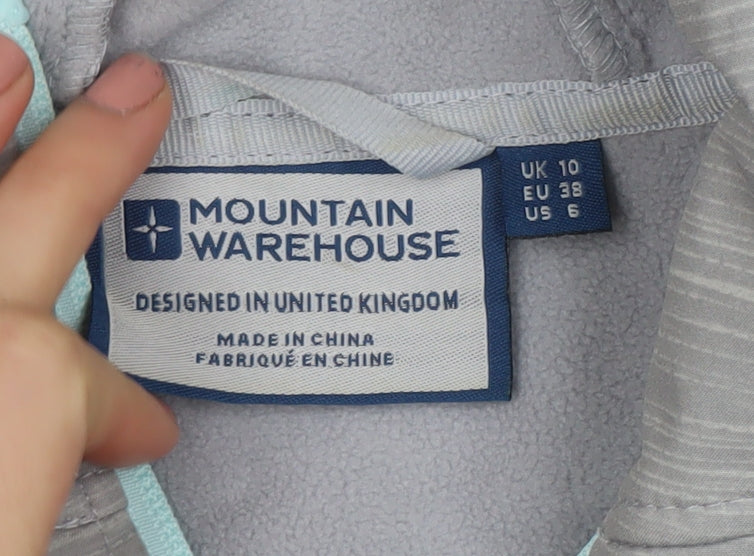 MOUNTAIN
WAREHOUSE
DESIGNED IN UNITED KINGDOM
MADE IN CHINA
FABRIQUÉ EN CHINE
UK 10
EU 38
US 6